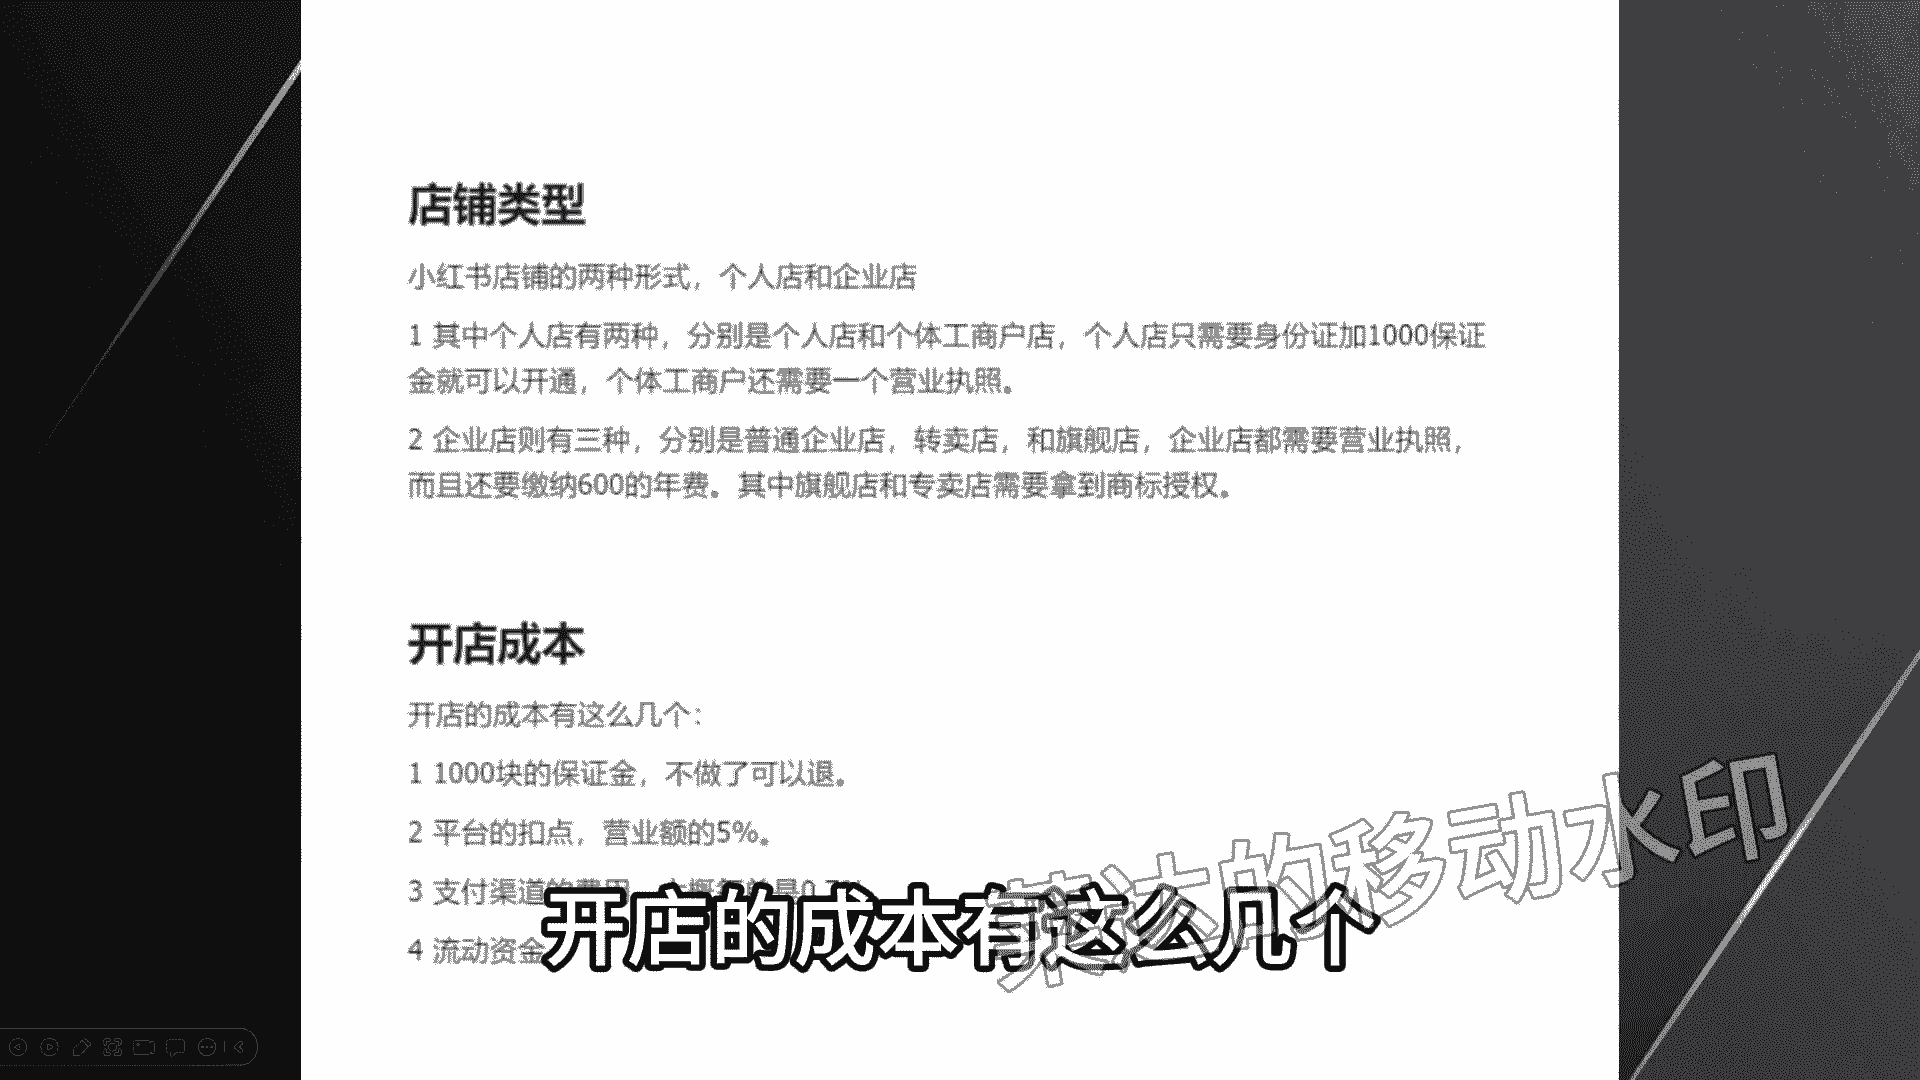 店铺类型
小红书店铺的两种形式，个人店和企业店
1 其中个人店有两种，分别是个人店和个体工商户店，个人店只需要身份证加1000保证
金就可以开通，个体工商户还需要一个营业执照。
2 企业店则有三种，分别是普通企业店，转卖店，和旗舰店，企业店都需要营业执照，
而且还要缴纳600的年费。其中旗舰店和专卖店需要拿到商标授权。
开店成本
开店的成本有这么几个：
1 1000块的保证金，不做了可以退。
2 平台的扣点，营业额的5%。
3 支付渠道的费用
4 流动资金
开店的成本有这么几个
的移动水印